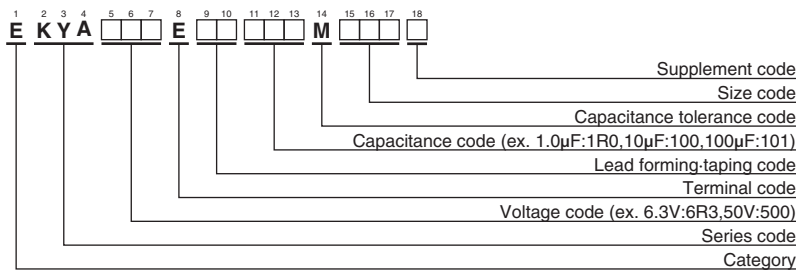 1 2 3 4 5 6 7 8 9 10 11 12 13 14 15 16 17 18
E K Y A E M
Supplement code
Size code
Capacitance tolerance code
Capacitance code (ex. 1.0μF:1R0,10μF:100,100μF:101)
Lead forming·taping code
Terminal code
Voltage code (ex. 6.3V:6R3,50V:500)
Series code
Category